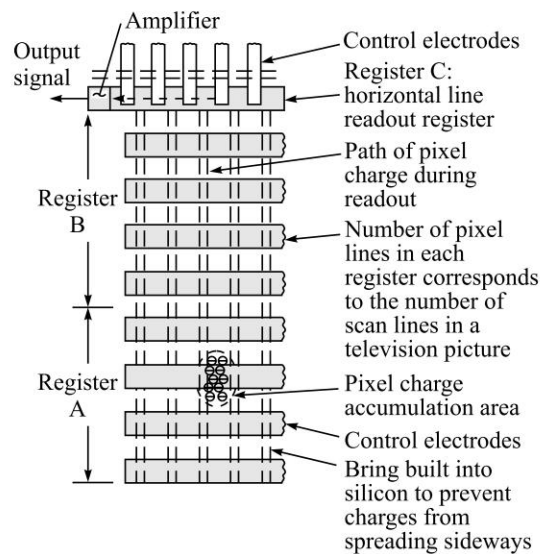 Amplifier
Output
signal
Control electrodes
Register C:
horizontal line
readout register
Path of pixel
charge during
readout
Register
B
Number of pixel
lines in each
register corresponds
to the number of
scan lines in a
television picture
Register
A
Pixel charge
accumulation area
Control electrodes
Bring built into
silicon to prevent
charges from
spreading sideways